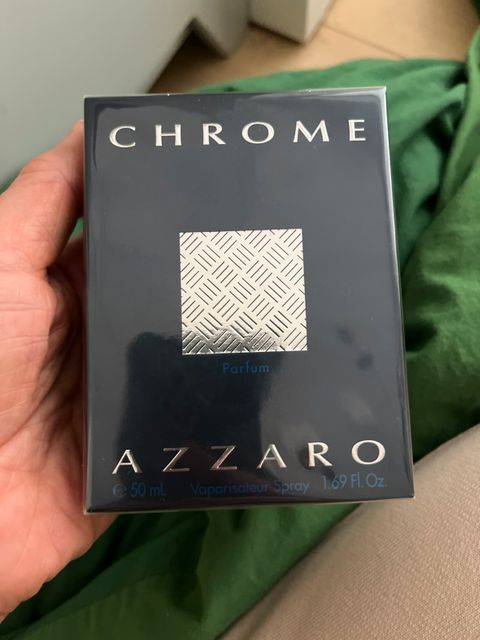 CHROME
Parfum
AZZARO
℮ 50 mL Vaporisateur Spray 1.69 Fl. Oz.